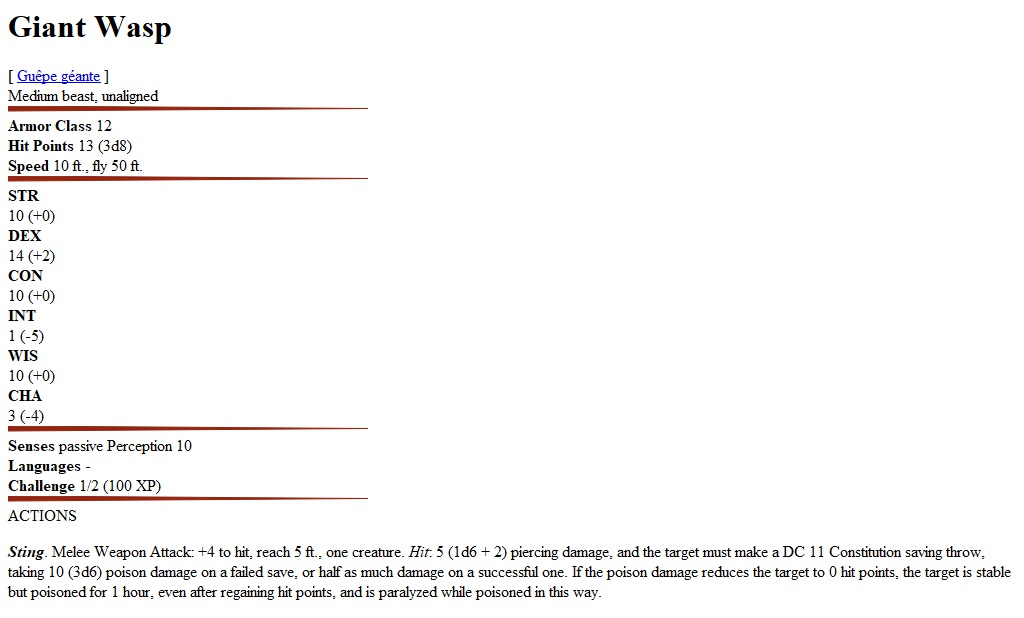 Giant Wasp
[ Guêpe géante ]
Medium beast, unaligned
Armor Class 12
Hit Points 13 (3d8)
Speed 10 ft., fly 50 ft.
STR
10 (+0)
DEX
14 (+2)
CON
10 (+0)
INT
1 (-5)
WIS
10 (+0)
CHA
3 (-4)
Senses passive Perception 10
Languages -
Challenge 1/2 (100 XP)
ACTIONS
Sting. Melee Weapon Attack: +4 to hit, reach 5 ft., one creature. Hit: 5 (1d6 + 2) piercing damage, and the target must make a DC 11 Constitution saving throw,
taking 10 (3d6) poison damage on a failed save, or half as much damage on a successful one. If the poison damage reduces the target to 0 hit points, the target is stable
but poisoned for 1 hour, even after regaining hit points, and is paralyzed while poisoned in this way.